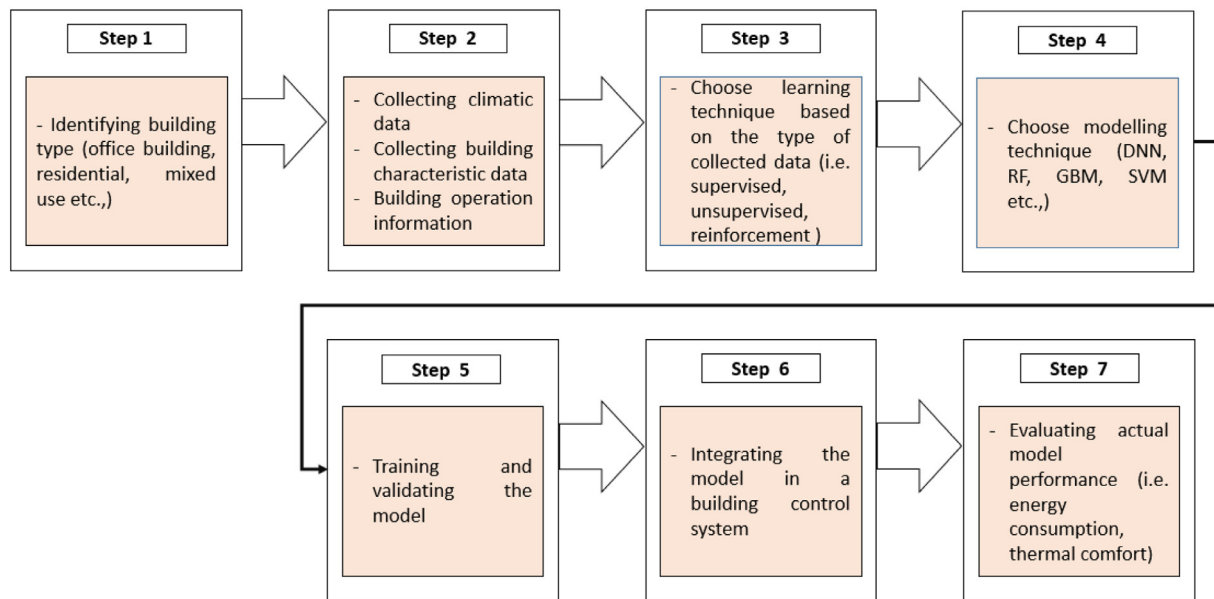 Step 1
- Identifying building
type (office building,
residential, mixed
use etc.,)
Step 2
- Collecting climatic
data
- Collecting building
characteristic data
- Building operation
information
Step 3
- Choose learning
technique based
on the type of
collected data (i.e.
supervised,
unsupervised,
reinforcement )
Step 4
- Choose modelling
technique (DNN,
RF, GBM, SVM
etc.,)
Step 5
- Training and
validating the
model
Step 6
- Integrating the
model in a
building control
system
Step 7
- Evaluating actual
model
performance (i.e.
energy
consumption,
thermal comfort)